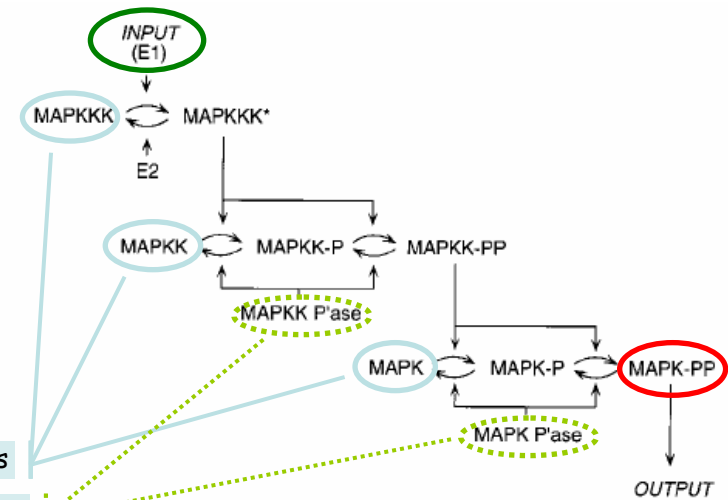 INPUT
(E1)
MAPKKK
MAPKKK*
E2
MAPKK
MAPKK-P
MAPKK-PP
MAPKK P'ase
MAPK
MAPK-P
MAPK-PP
MAPK P'ase
s
OUTPUT